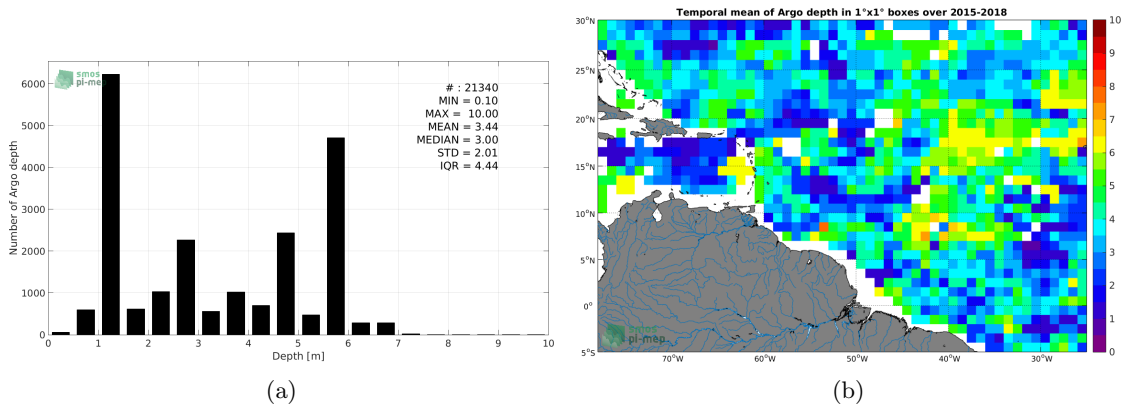 smos
pi-mep
# : 21340
MIN = 0.10
MAX = 10.00
MEAN = 3.44
MEDIAN = 3.00
STD = 2.01
IQR = 4.44
Number of Argo depth
6000
5000
4000
3000
2000
1000
0
0 1 2 3 4 5 6 7 8 9 10
Depth [m]
(a)
Temporal mean of Argo depth in 1°x1° boxes over 2015-2018
30°N
25°N
20°N
15°N
10°N
5°N
0°
5°S
70°W 60°W 50°W 40°W 30°W
smos
pi-mep
10
9
8
7
6
5
4
3
2
1
0
(b)